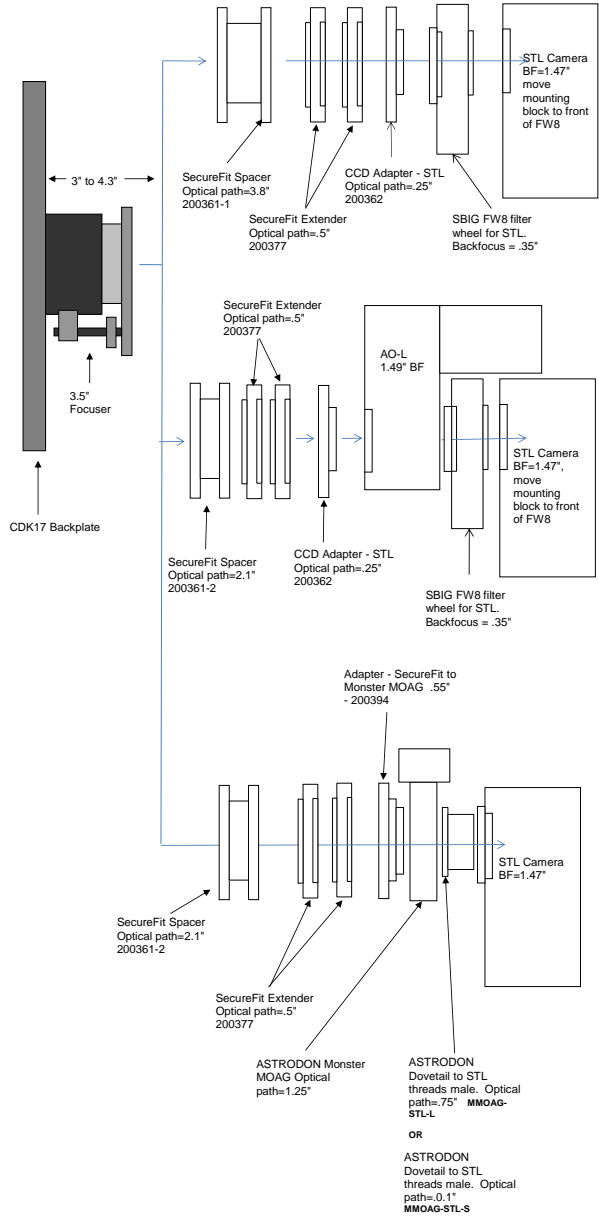 STL Camera
BF=1.47"
move
mounting
block to front
of FW8
3" to 4.3"
SecureFit Spacer
Optical path=3.8"
200361-1
CCD Adapter - STL
Optical path=.25"
200362
SecureFit Extender
Optical path=.5"
200377
SBIG FW8 filter
wheel for STL.
Backfocus = .35"
3.5"
Focuser
CDK17 Backplate
SecureFit Extender
Optical path=.5"
200377
AO-L
1.49" BF
STL Camera
BF=1.47",
move
mounting
block to front
of FW8
SecureFit Spacer
Optical path=2.1"
200361-2
CCD Adapter - STL
Optical path=.25"
200362
SBIG FW8 filter
wheel for STL.
Backfocus = .35"
Adapter - SecureFit to
Monster MOAG .55"
- 200394
STL Camera
BF=1.47"
SecureFit Spacer
Optical path=2.1"
200361-2
SecureFit Extender
Optical path=.5"
200377
ASTRODON Monster
MOAG Optical
path=1.25"
ASTRODON
Dovetail to STL
threads male. Optical
path=.75" MMOAG-
STL-L
OR
ASTRODON
Dovetail to STL
threads male. Optical
path=.0.1"
MMOAG-STL-S